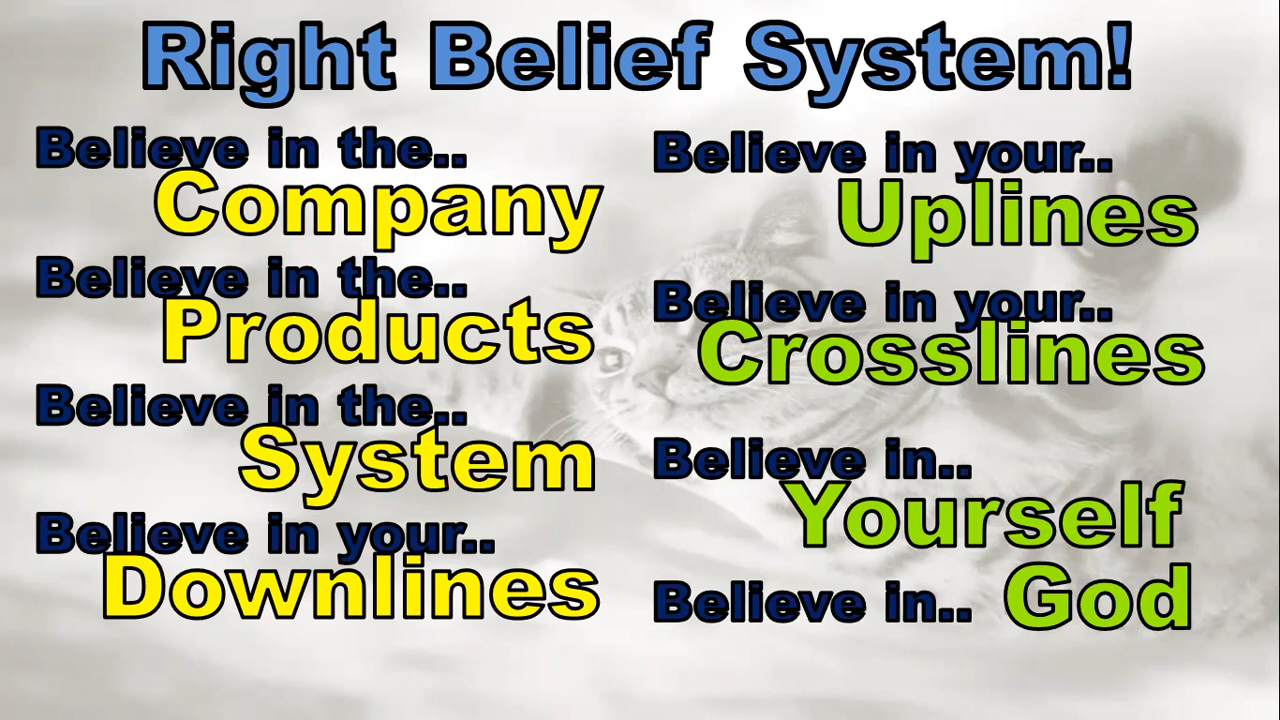 Right Belief System!
Believe in the..
Company
Believe in the..
Products
Believe in the..
System
Believe in your..
Downlines
Believe in your..
Uplines
Believe in your..
Crosslines
Believe in..
Yourself
Believe in.. God